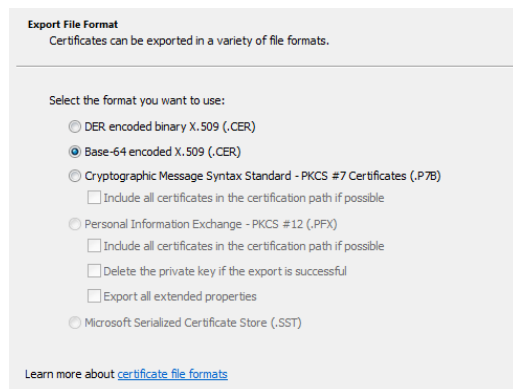 Export File Format
Certificates can be exported in a variety of file formats.
Select the format you want to use:
DER encoded binary X.509 (.CER)
Base-64 encoded X.509 (.CER)
Cryptographic Message Syntax Standard - PKCS #7 Certificates (.P7B)
Include all certificates in the certification path if possible
Personal Information Exchange - PKCS #12 (.PFX)
Include all certificates in the certification path if possible
Delete the private key if the export is successful
Export all extended properties
Microsoft Serialized Certificate Store (.SST)
Learn more about certificate file formats